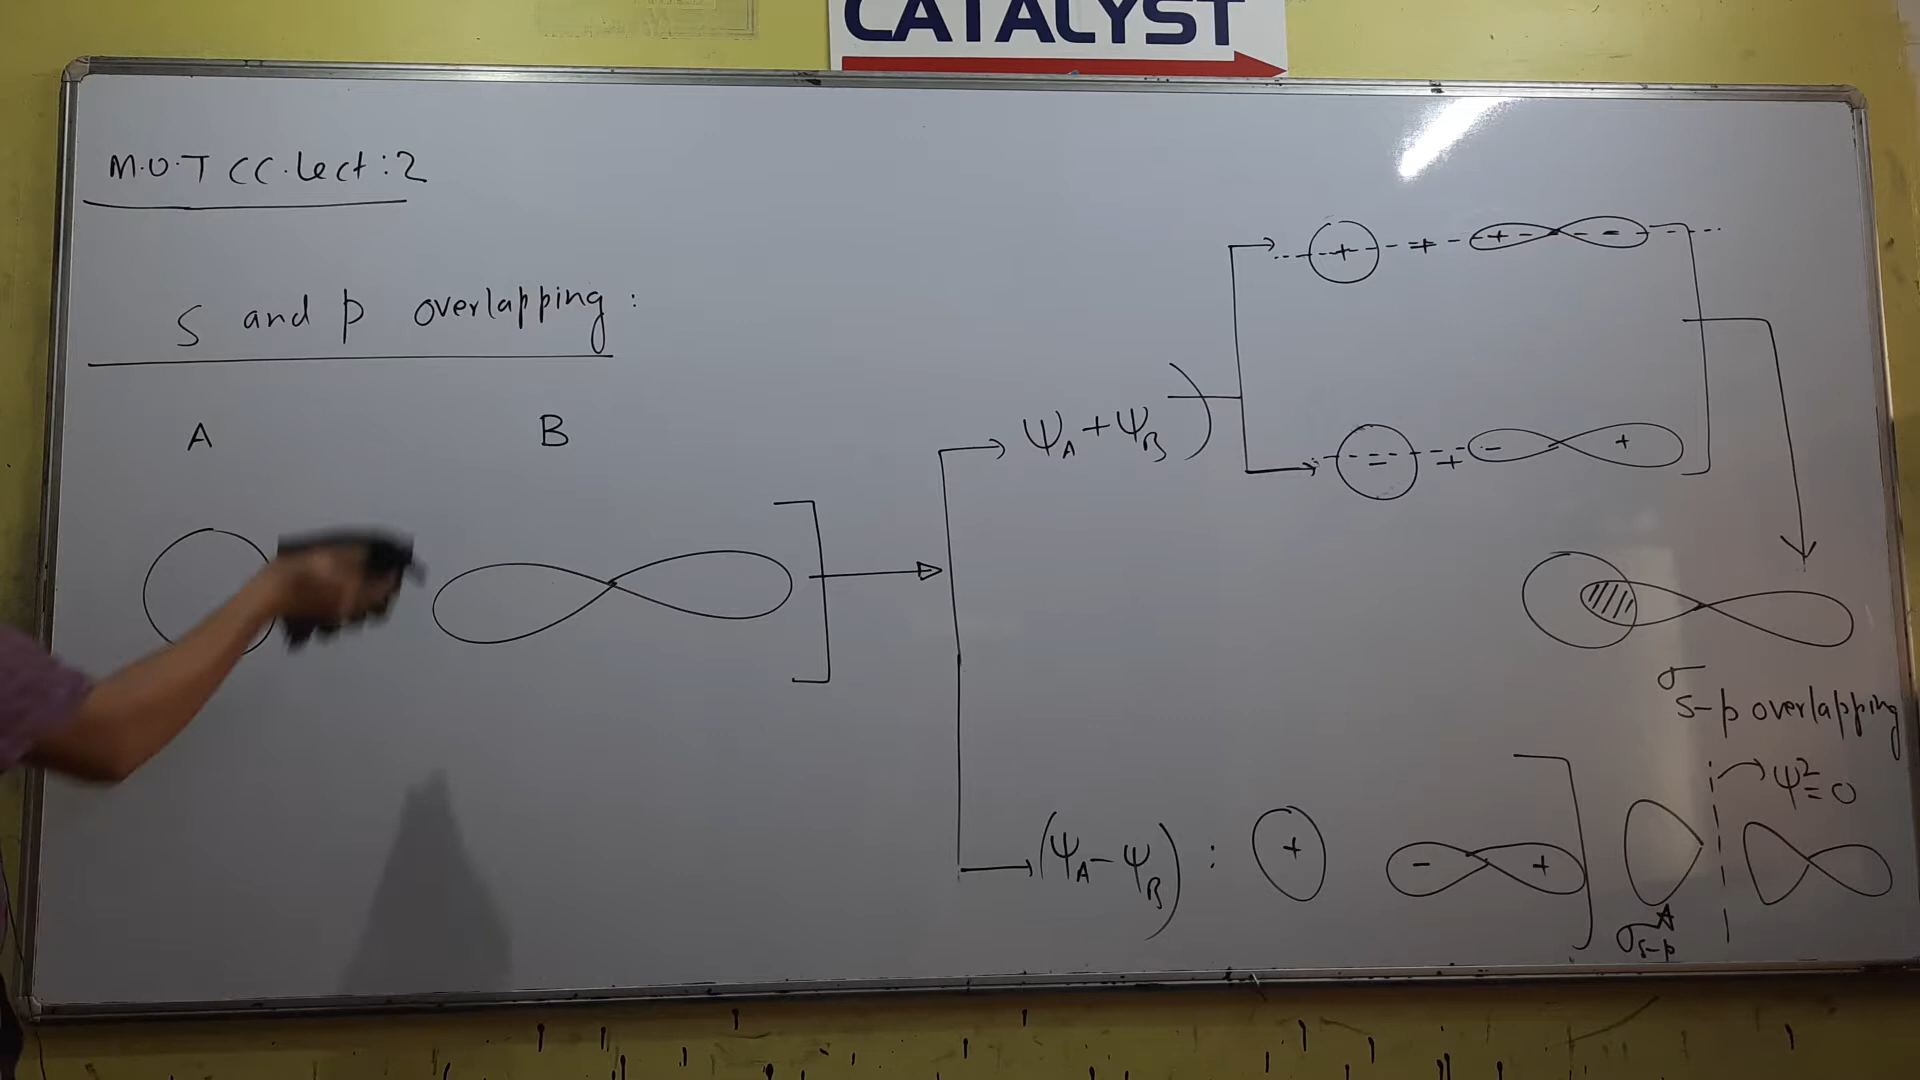 CATALYST
M.O.T CC. Lect : 2
S and p overlapping :
A B
+ + + -
ΨA + ΨB)
- + - +
σ
s-p overlapping
Ψ² = 0
(ΨA - ΨB) : + - +
σ*s-p